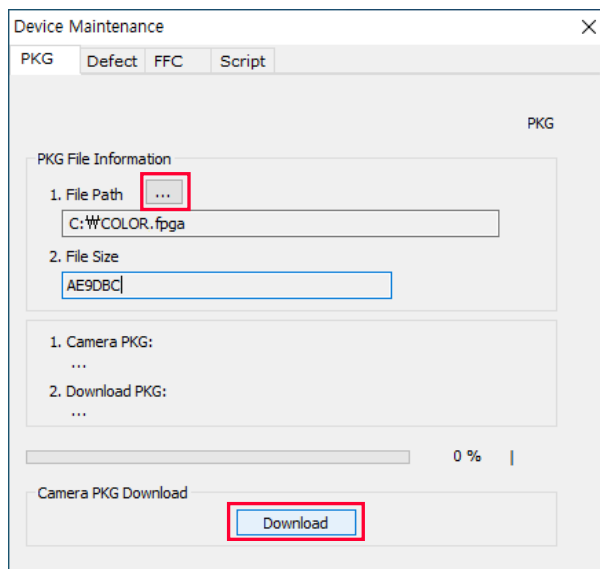 Device Maintenance
PKG Defect FFC Script
PKG
PKG File Information
1. File Path ...
C:₩COLOR.fpga
2. File Size
AE9DBC
1. Camera PKG:
...
2. Download PKG:
...
0 %
Camera PKG Download
Download